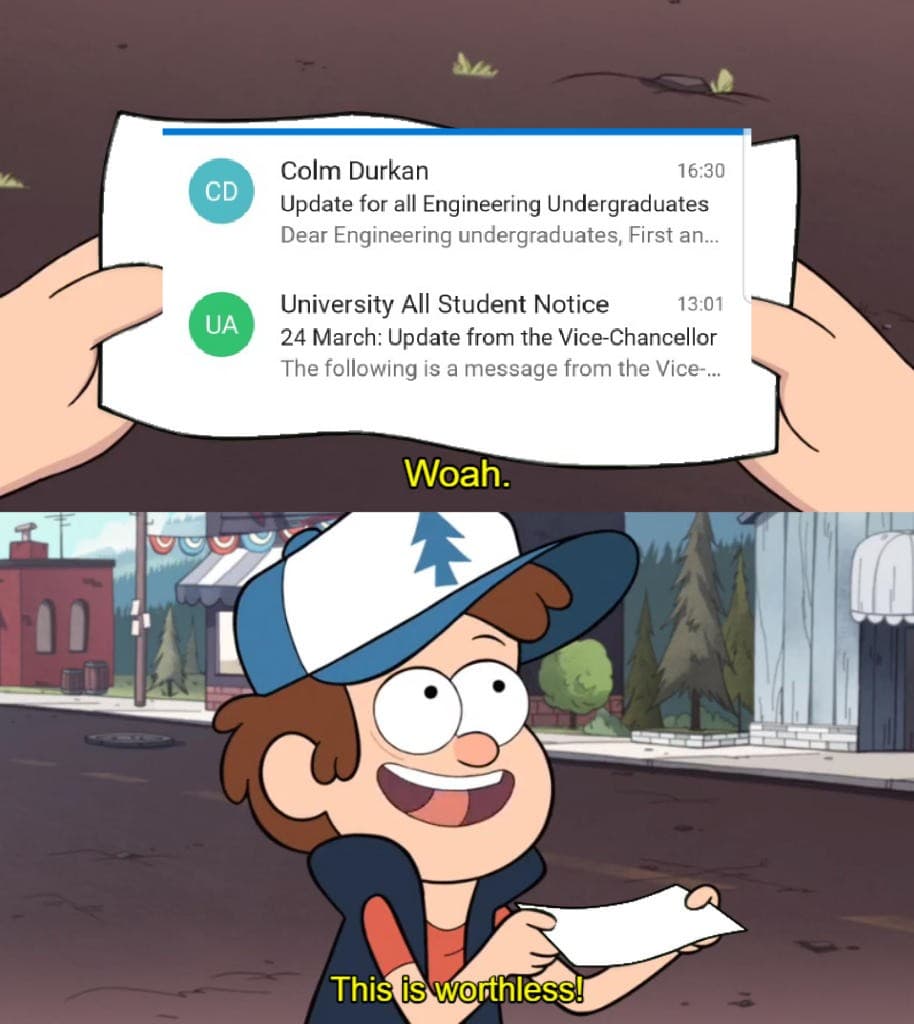 CD
Colm Durkan
16:30
Update for all Engineering Undergraduates
Dear Engineering undergraduates, First an...
UA
University All Student Notice
13:01
24 March: Update from the Vice-Chancellor
The following is a message from the Vice-...
Woah.
This is worthless!